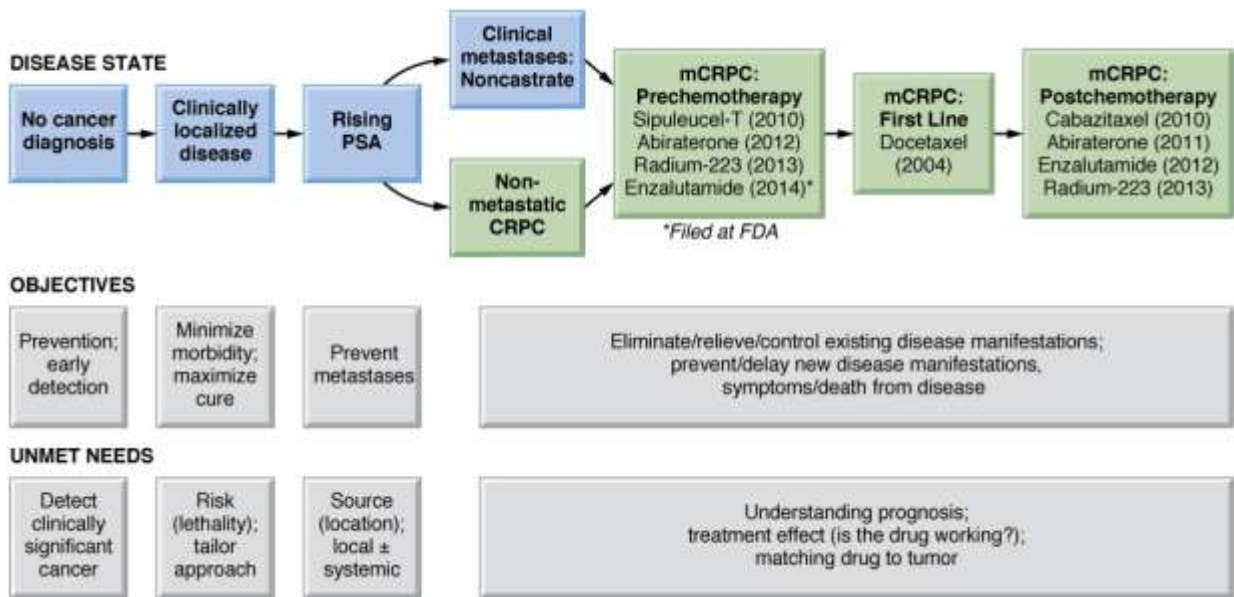 DISEASE STATE
No cancer
diagnosis
Clinically
localized
disease
Rising
PSA
Clinical
metastases:
Noncastrate
Non-
metastatic
CRPC
mCRPC:
Prechemotherapy
Sipuleucel-T (2010)
Abiraterone (2012)
Radium-223 (2013)
Enzalutamide (2014)*
*Filed at FDA
mCRPC:
First Line
Docetaxel
(2004)
mCRPC:
Postchemotherapy
Cabazitaxel (2010)
Abiraterone (2011)
Enzalutamide (2012)
Radium-223 (2013)
OBJECTIVES
Prevention;
early
detection
Minimize
morbidity;
maximize
cure
Prevent
metastases
Eliminate/relieve/control existing disease manifestations;
prevent/delay new disease manifestations,
symptoms/death from disease
UNMET NEEDS
Detect
clinically
significant
cancer
Risk
(lethality);
tailor
approach
Source
(location);
local ±
systemic
Understanding prognosis;
treatment effect (is the drug working?);
matching drug to tumor